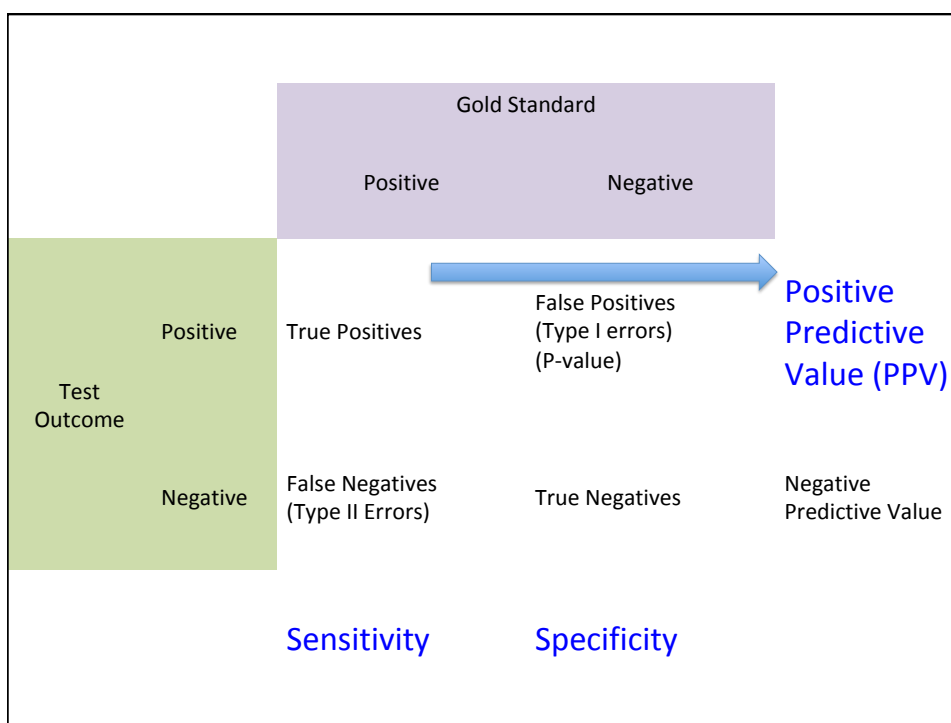 Gold Standard
Positive
Negative
Positive
True Positives
False Positives
(Type I errors)
(P-value)
Positive
Predictive
Value (PPV)
Test
Outcome
Negative
False Negatives
(Type II Errors)
True Negatives
Negative
Predictive Value
Sensitivity
Specificity